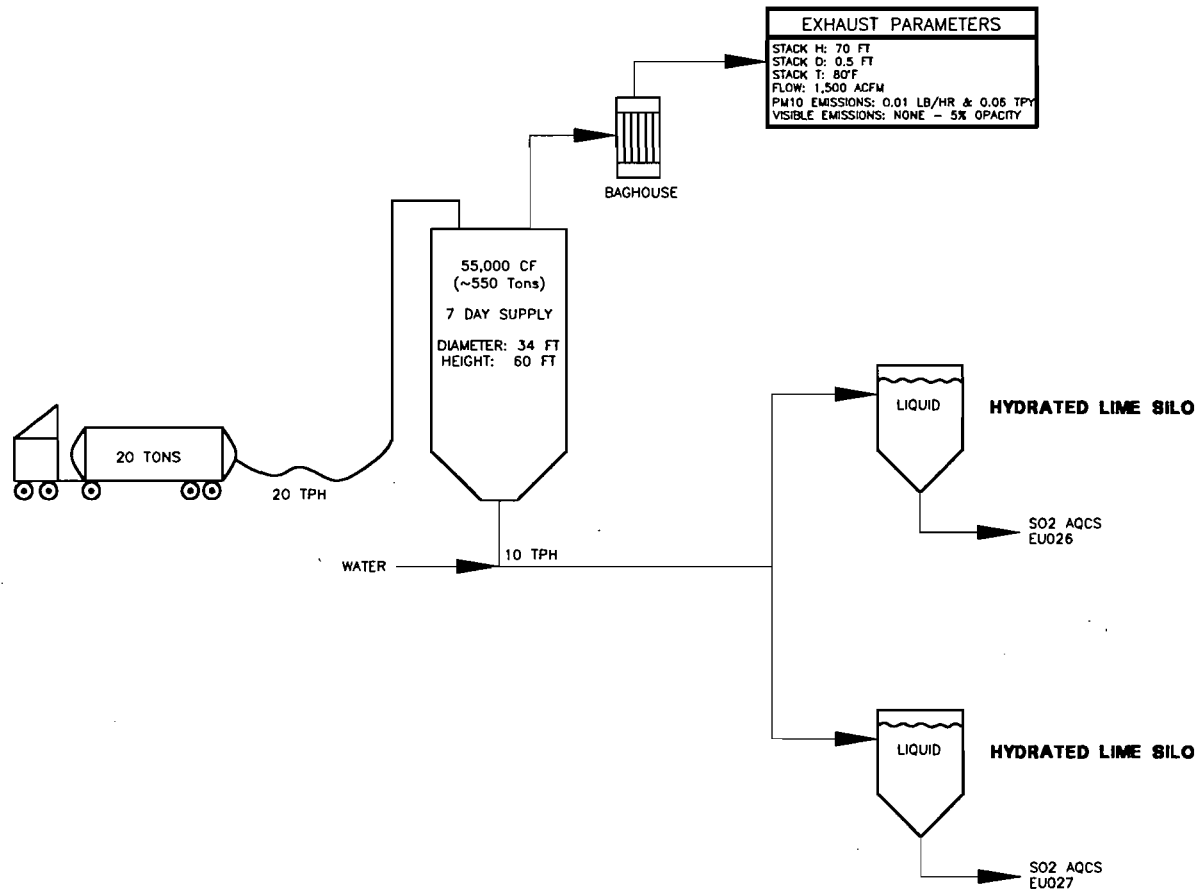 EXHAUST PARAMETERS
STACK H: 70 FT
STACK D: 0.5 FT
STACK T: 80°F
FLOW: 1,500 ACFM
PM10 EMISSIONS: 0.01 LB/HR & 0.06 TPY
VISIBLE EMISSIONS: NONE - 5% OPACITY
BAGHOUSE
55,000 CF
(~550 Tons)
7 DAY SUPPLY
DIAMETER: 34 FT
HEIGHT: 60 FT
20 TONS
20 TPH
WATER
10 TPH
LIQUID
HYDRATED LIME SILO
SO2 AQCS
EU026
LIQUID
HYDRATED LIME SILO
SO2 AQCS
EU027